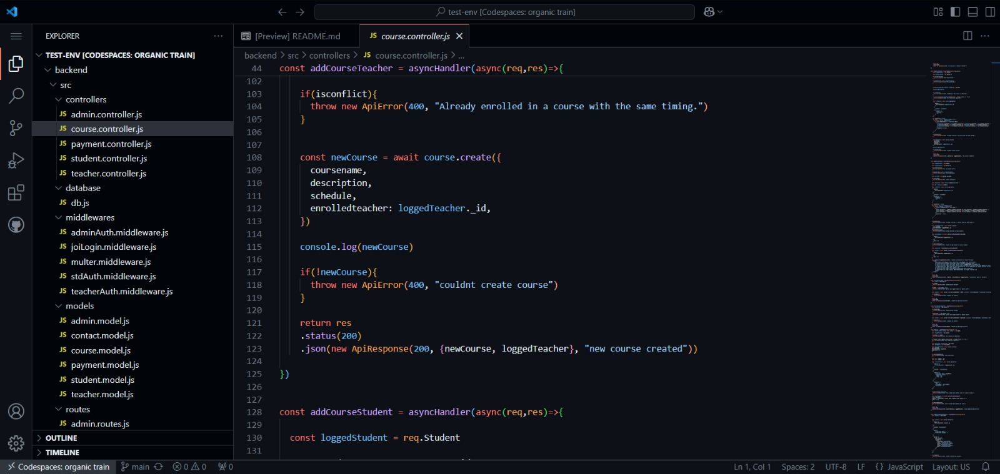 test-env [Codespaces: organic train]
EXPLORER
TEST-ENV [CODESPACES: ORGANIC TRAIN]
backend
src
controllers
JS admin.controller.js
JS course.controller.js
JS payment.controller.js
JS student.controller.js
JS teacher.controller.js
database
JS db.js
middlewares
JS adminAuth.middleware.js
JS joiLogin.middleware.js
JS multer.middleware.js
JS stdAuth.middleware.js
JS teacherAuth.middleware.js
models
JS admin.model.js
JS contact.model.js
JS course.model.js
JS payment.model.js
JS student.model.js
JS teacher.model.js
routes
JS admin.routes.js
OUTLINE
TIMELINE
[Preview] README.md
JS course.controller.js
backend > src > controllers > JS course.controller.js > ...
44 const addCourseTeacher = asyncHandler(async(req,res)=>{
102
103 if(isconflict){
104 throw new ApiError(400, "Already enrolled in a course with the same timing.")
105 }
106
107
108 const newCourse = await course.create({
109 coursename,
110 description,
111 schedule,
112 enrolledteacher: loggedTeacher._id,
113 })
114
115 console.log(newCourse)
116
117 if(!newCourse){
118 throw new ApiError(400, "couldnt create course")
119 }
120
121 return res
122 .status(200)
123 .json(new ApiResponse(200, {newCourse, loggedTeacher}, "new course created"))
124
125 })
126
127
128 const addCourseStudent = asyncHandler(async(req,res)=>{
129
130 const loggedStudent = req.Student
131
Codespaces: organic train
main
0
0
0
Ln 1, Col 1
Spaces: 2
UTF-8
LF
{} JavaScript
Layout: US